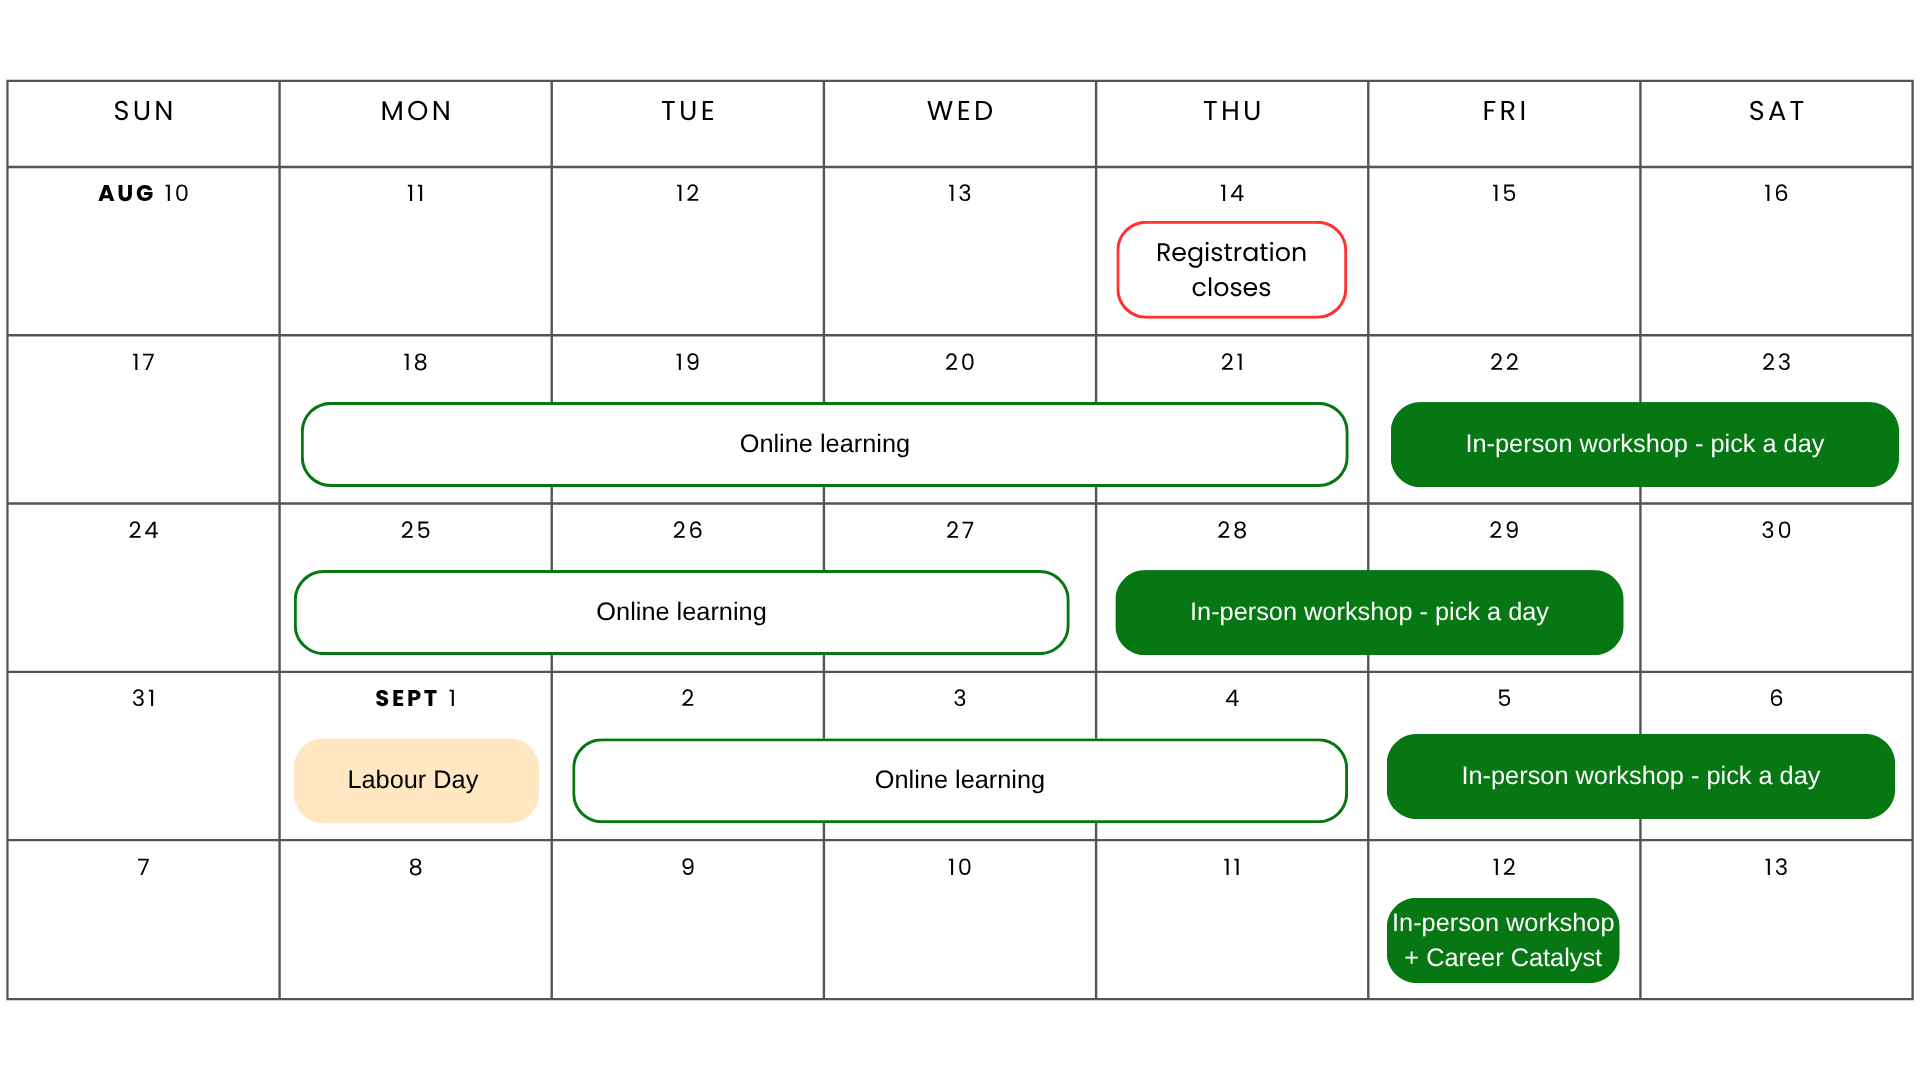 SUN MON TUE WED THU FRI SAT
AUG 10 11 12 13 14 15 16
Registration
closes
17 18 19 20 21 22 23
Online learning In-person workshop - pick a day
24 25 26 27 28 29 30
Online learning In-person workshop - pick a day
31 SEPT 1 2 3 4 5 6
Labour Day Online learning In-person workshop - pick a day
7 8 9 10 11 12 13
In-person workshop
+ Career Catalyst